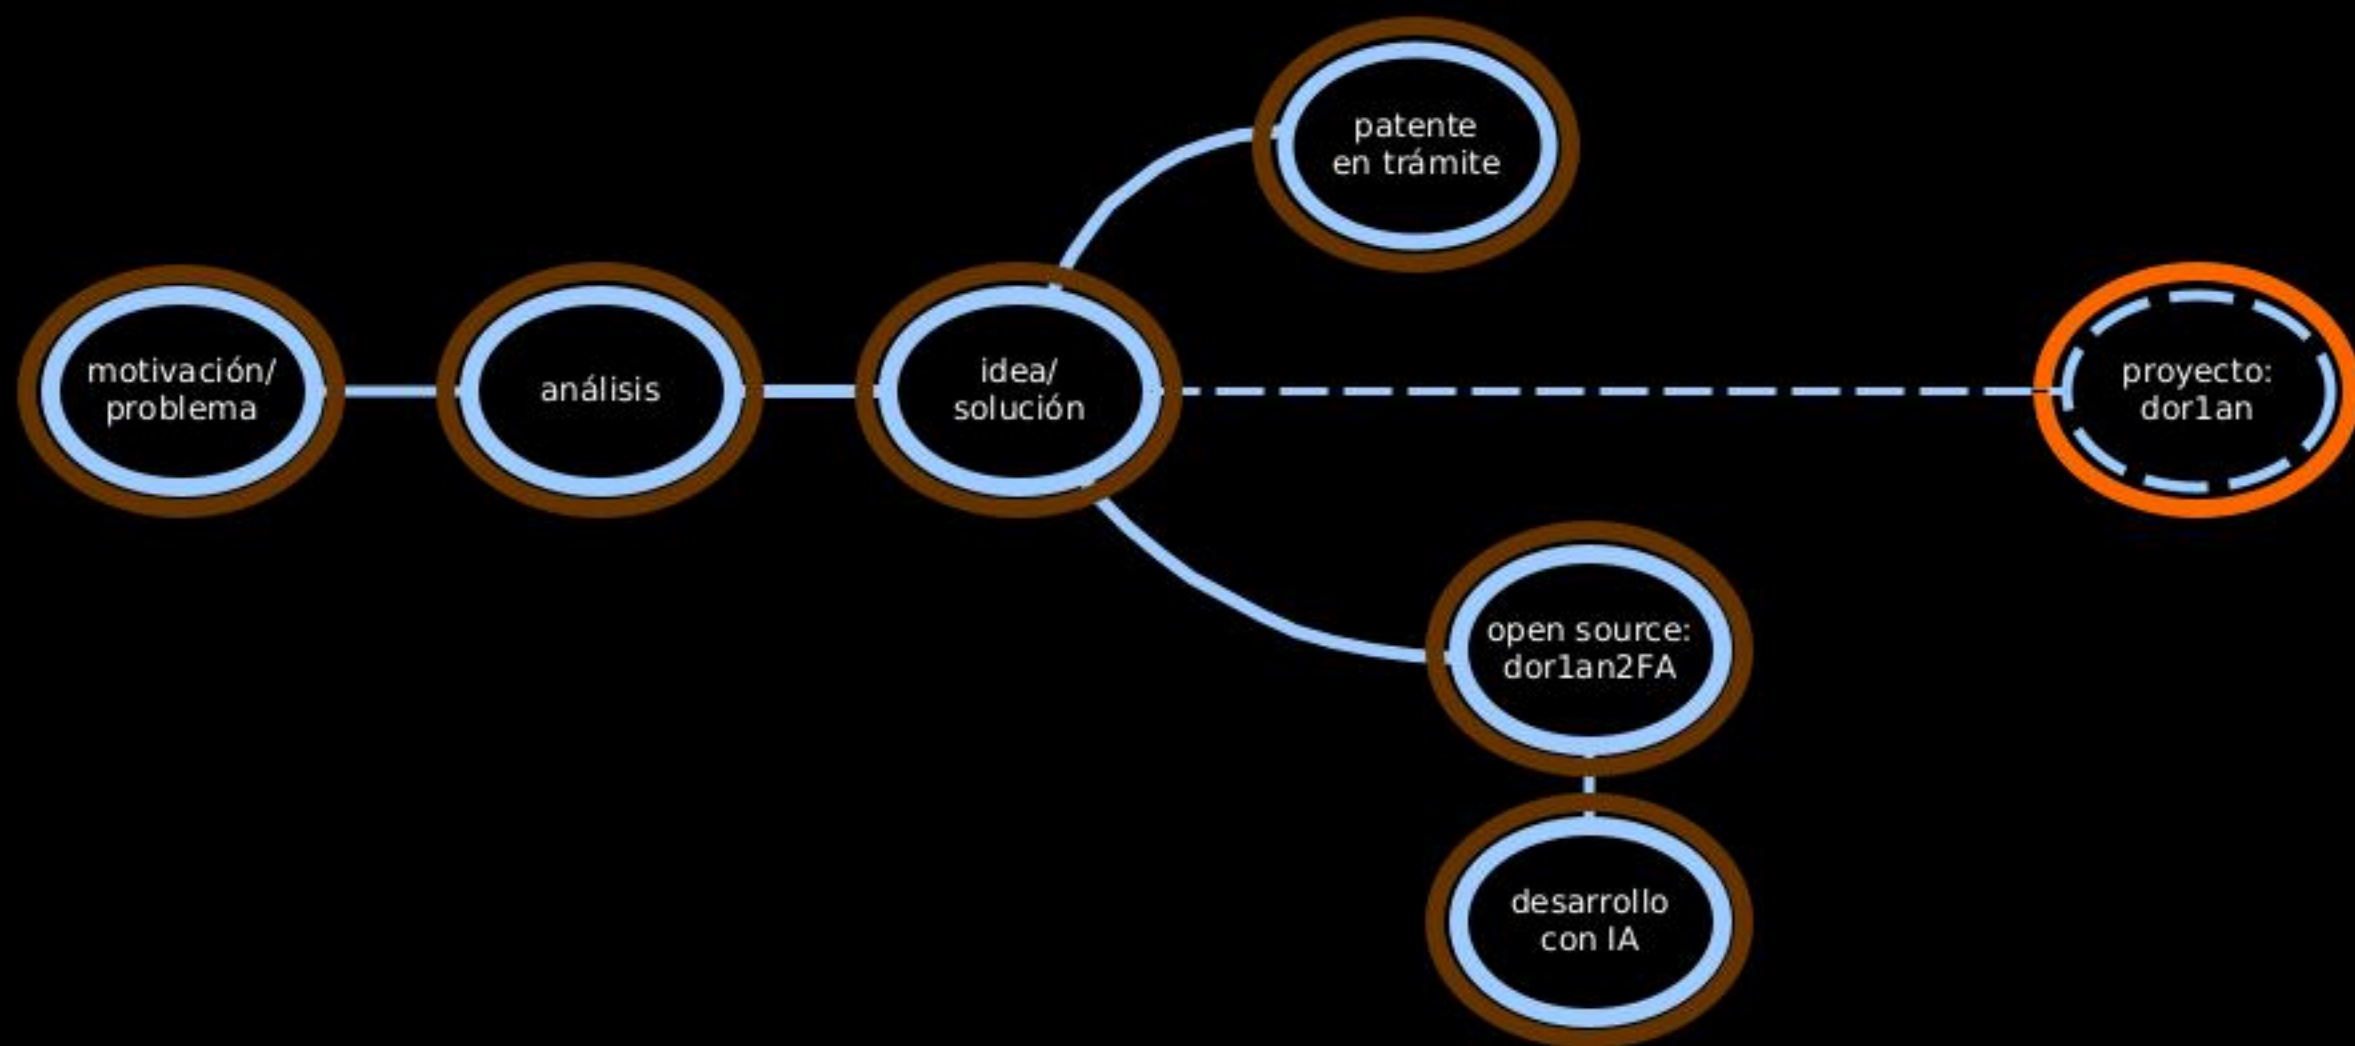 motivación/
problema
análisis
idea/
solución
patente
en trámite
proyecto:
dor1an
open source:
dor1an2FA
desarrollo
con IA